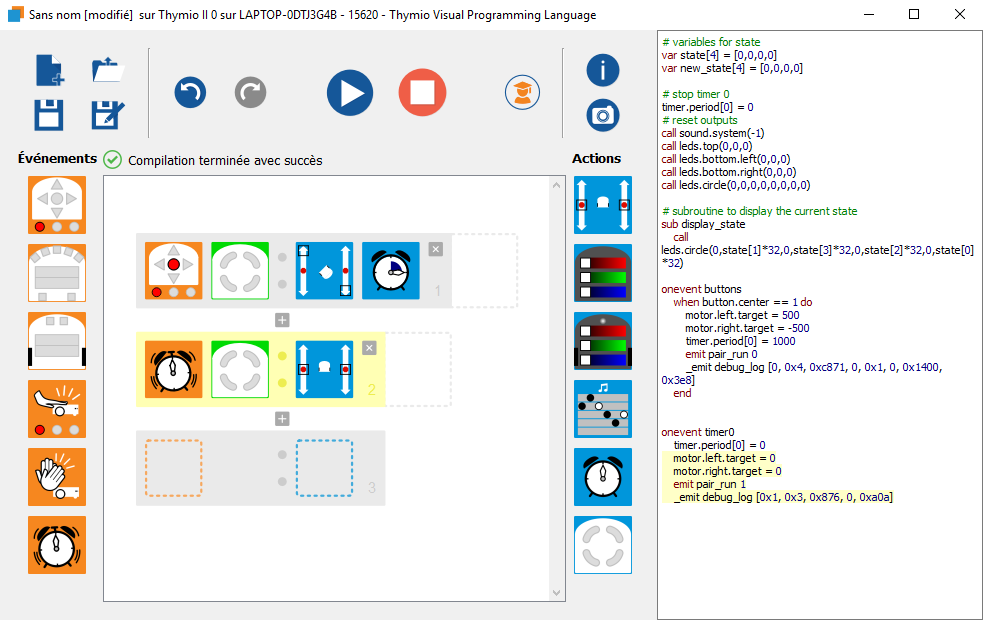 Sans nom [modifié] sur Thymio II 0 sur LAPTOP-0DTJ3G4B - 15620 - Thymio Visual Programming Language
Événements
Compilation terminée avec succès
Actions
1
2
3
# variables for state
var state[4] = [0,0,0,0]
var new_state[4] = [0,0,0,0]
# stop timer 0
timer.period[0] = 0
# reset outputs
call sound.system(-1)
call leds.top(0,0,0)
call leds.bottom.left(0,0,0)
call leds.bottom.right(0,0,0)
call leds.circle(0,0,0,0,0,0,0,0)
# subroutine to display the current state
sub display_state
call
leds.circle(0,state[1]*32,0,state[3]*32,0,state[2]*32,0,state[0]
*32)
onevent buttons
when button.center == 1 do
motor.left.target = 500
motor.right.target = -500
timer.period[0] = 1000
emit pair_run 0
_emit debug_log [0, 0x4, 0xc871, 0, 0x1, 0, 0x1400,
0x3e8]
end
onevent timer0
timer.period[0] = 0
motor.left.target = 0
motor.right.target = 0
emit pair_run 1
_emit debug_log [0x1, 0x3, 0x876, 0, 0xa0a]